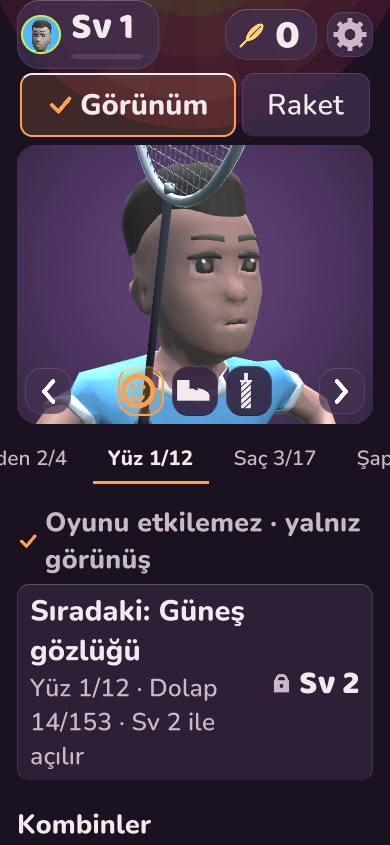 Sv 1
0
Görünüm
Raket
den 2/4
Yüz 1/12
Saç 3/17
Şap
Oyunu etkilemez · yalnız
görünüş
Sıradaki: Güneş
gözlüğü
Yüz 1/12 · Dolap
14/153 · Sv 2 ile
açılır
Sv 2
Kombinler